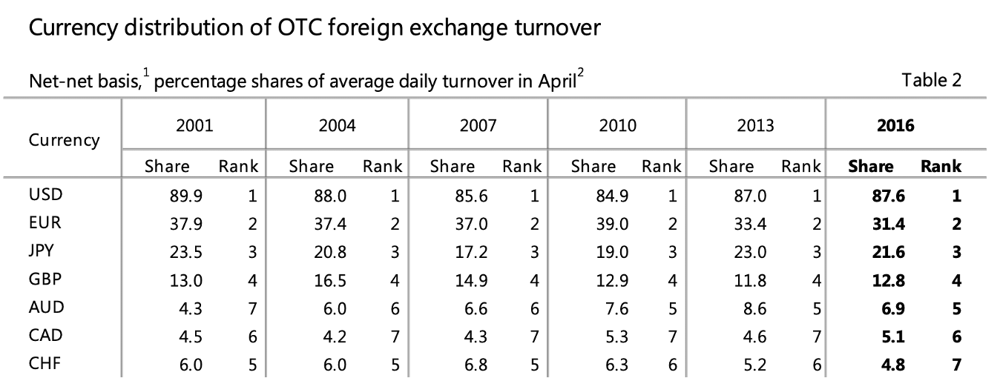 Currency distribution of OTC foreign exchange turnover
Net-net basis,1 percentage shares of average daily turnover in April2 Table 2
Currency 2001 2004 2007 2010 2013 2016
Share Rank Share Rank Share Rank Share Rank Share Rank Share Rank
USD 89.9 1 88.0 1 85.6 1 84.9 1 87.0 1 87.6 1
EUR 37.9 2 37.4 2 37.0 2 39.0 2 33.4 2 31.4 2
JPY 23.5 3 20.8 3 17.2 3 19.0 3 23.0 3 21.6 3
GBP 13.0 4 16.5 4 14.9 4 12.9 4 11.8 4 12.8 4
AUD 4.3 7 6.0 6 6.6 6 7.6 5 8.6 5 6.9 5
CAD 4.5 6 4.2 7 4.3 7 5.3 7 4.6 7 5.1 6
CHF 6.0 5 6.0 5 6.8 5 6.3 6 5.2 6 4.8 7